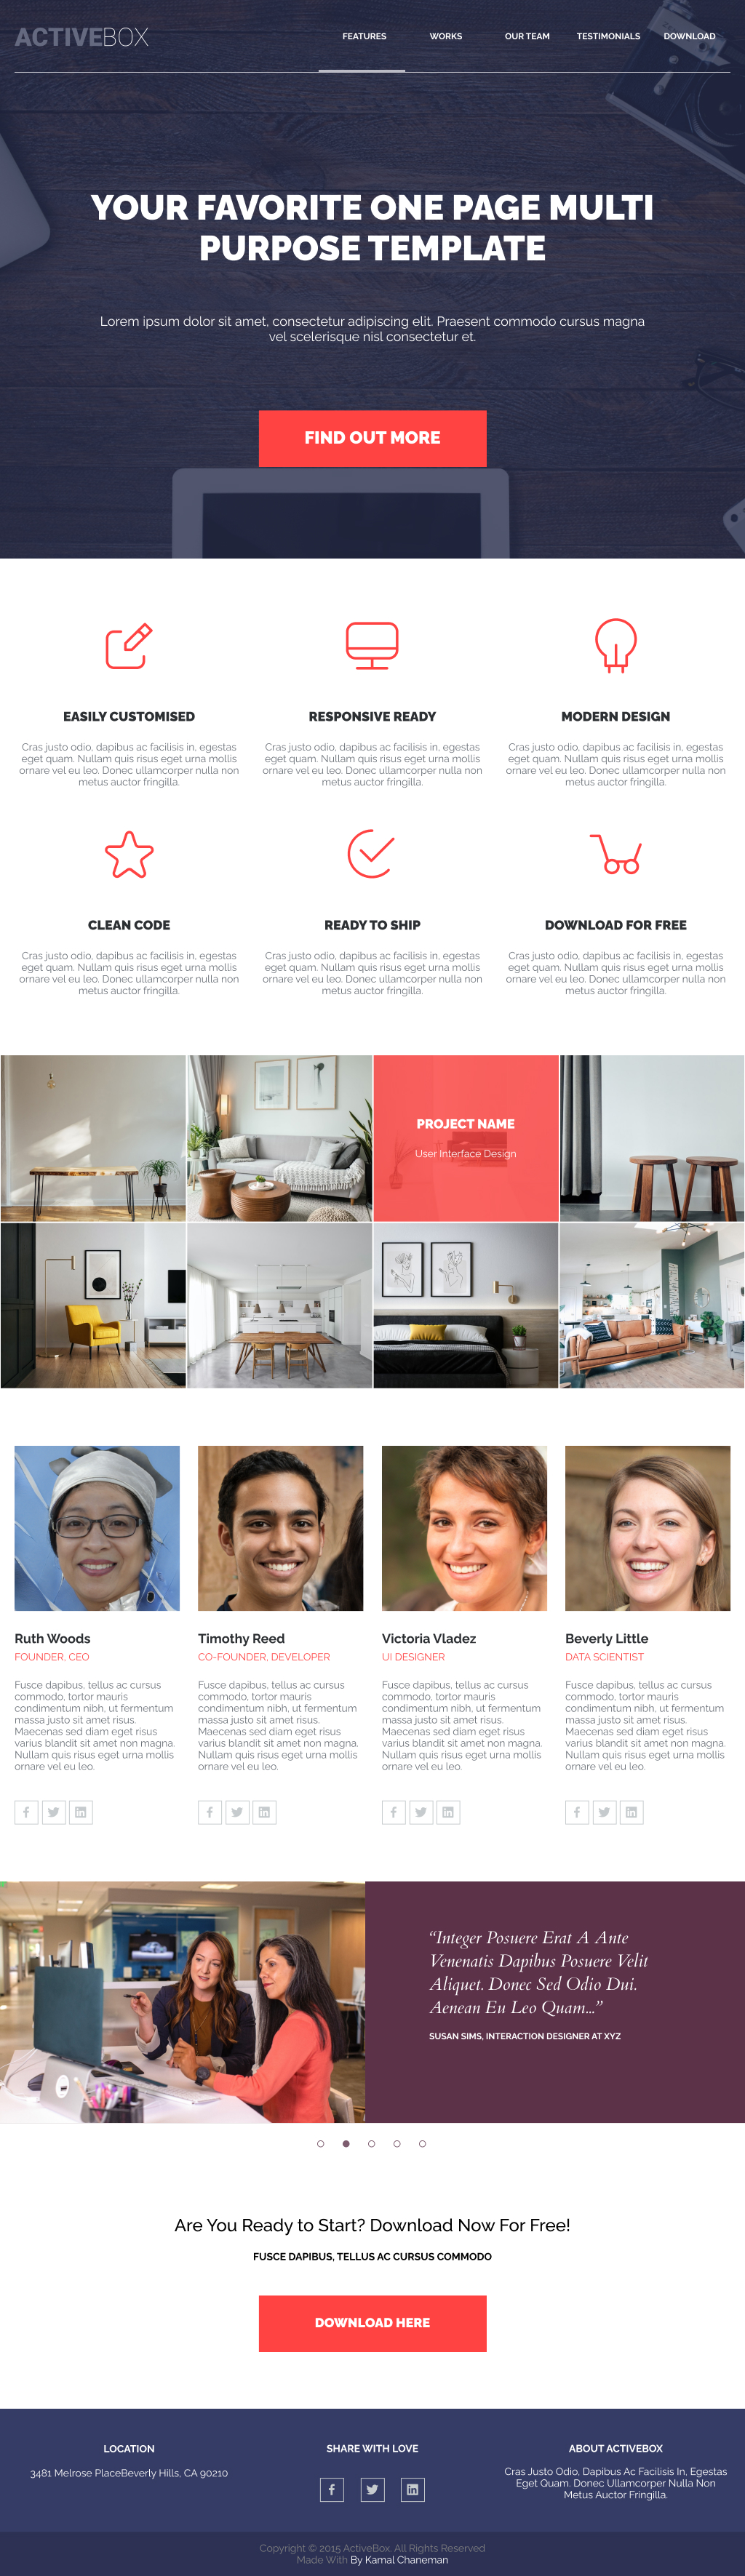 ACTIVEBOX
FEATURES WORKS OUR TEAM TESTIMONIALS DOWNLOAD
YOUR FAVORITE ONE PAGE MULTI
PURPOSE TEMPLATE
Lorem ipsum dolor sit amet, consectetur adipiscing elit. Praesent commodo cursus magna
vel scelerisque nisl consectetur et.
FIND OUT MORE
EASILY CUSTOMISED
Cras justo odio, dapibus ac facilisis in, egestas
eget quam. Nullam quis risus eget urna mollis
ornare vel eu leo. Donec ullamcorper nulla non
metus auctor fringilla.
RESPONSIVE READY
Cras justo odio, dapibus ac facilisis in, egestas
eget quam. Nullam quis risus eget urna mollis
ornare vel eu leo. Donec ullamcorper nulla non
metus auctor fringilla.
MODERN DESIGN
Cras justo odio, dapibus ac facilisis in, egestas
eget quam. Nullam quis risus eget urna mollis
ornare vel eu leo. Donec ullamcorper nulla non
metus auctor fringilla.
CLEAN CODE
Cras justo odio, dapibus ac facilisis in, egestas
eget quam. Nullam quis risus eget urna mollis
ornare vel eu leo. Donec ullamcorper nulla non
metus auctor fringilla.
READY TO SHIP
Cras justo odio, dapibus ac facilisis in, egestas
eget quam. Nullam quis risus eget urna mollis
ornare vel eu leo. Donec ullamcorper nulla non
metus auctor fringilla.
DOWNLOAD FOR FREE
Cras justo odio, dapibus ac facilisis in, egestas
eget quam. Nullam quis risus eget urna mollis
ornare vel eu leo. Donec ullamcorper nulla non
metus auctor fringilla.
PROJECT NAME
User Interface Design
Ruth Woods
FOUNDER, CEO
Fusce dapibus, tellus ac cursus
commodo, tortor mauris
condimentum nibh, ut fermentum
massa justo sit amet risus.
Maecenas sed diam eget risus
varius blandit sit amet non magna.
Nullam quis risus eget urna mollis
ornare vel eu leo.
Timothy Reed
CO-FOUNDER, DEVELOPER
Fusce dapibus, tellus ac cursus
commodo, tortor mauris
condimentum nibh, ut fermentum
massa justo sit amet risus.
Maecenas sed diam eget risus
varius blandit sit amet non magna.
Nullam quis risus eget urna mollis
ornare vel eu leo.
Victoria Vladez
UI DESIGNER
Fusce dapibus, tellus ac cursus
commodo, tortor mauris
condimentum nibh, ut fermentum
massa justo sit amet risus.
Maecenas sed diam eget risus
varius blandit sit amet non magna.
Nullam quis risus eget urna mollis
ornare vel eu leo.
Beverly Little
DATA SCIENTIST
Fusce dapibus, tellus ac cursus
commodo, tortor mauris
condimentum nibh, ut fermentum
massa justo sit amet risus.
Maecenas sed diam eget risus
varius blandit sit amet non magna.
Nullam quis risus eget urna mollis
ornare vel eu leo.
“Integer Posuere Erat A Ante
Venenatis Dapibus Posuere Velit
Aliquet. Donec Sed Odio Dui.
Aenean Eu Leo Quam...”
SUSAN SIMS, INTERACTION DESIGNER AT XYZ
Are You Ready to Start? Download Now For Free!
FUSCE DAPIBUS, TELLUS AC CURSUS COMMODO
DOWNLOAD HERE
LOCATION
3481 Melrose PlaceBeverly Hills, CA 90210
SHARE WITH LOVE
ABOUT ACTIVEBOX
Cras Justo Odio, Dapibus Ac Facilisis In, Egestas
Eget Quam. Donec Ullamcorper Nulla Non
Metus Auctor Fringilla.
Copyright © 2015 ActiveBox. All Rights Reserved
Made With By Kamal Chaneman